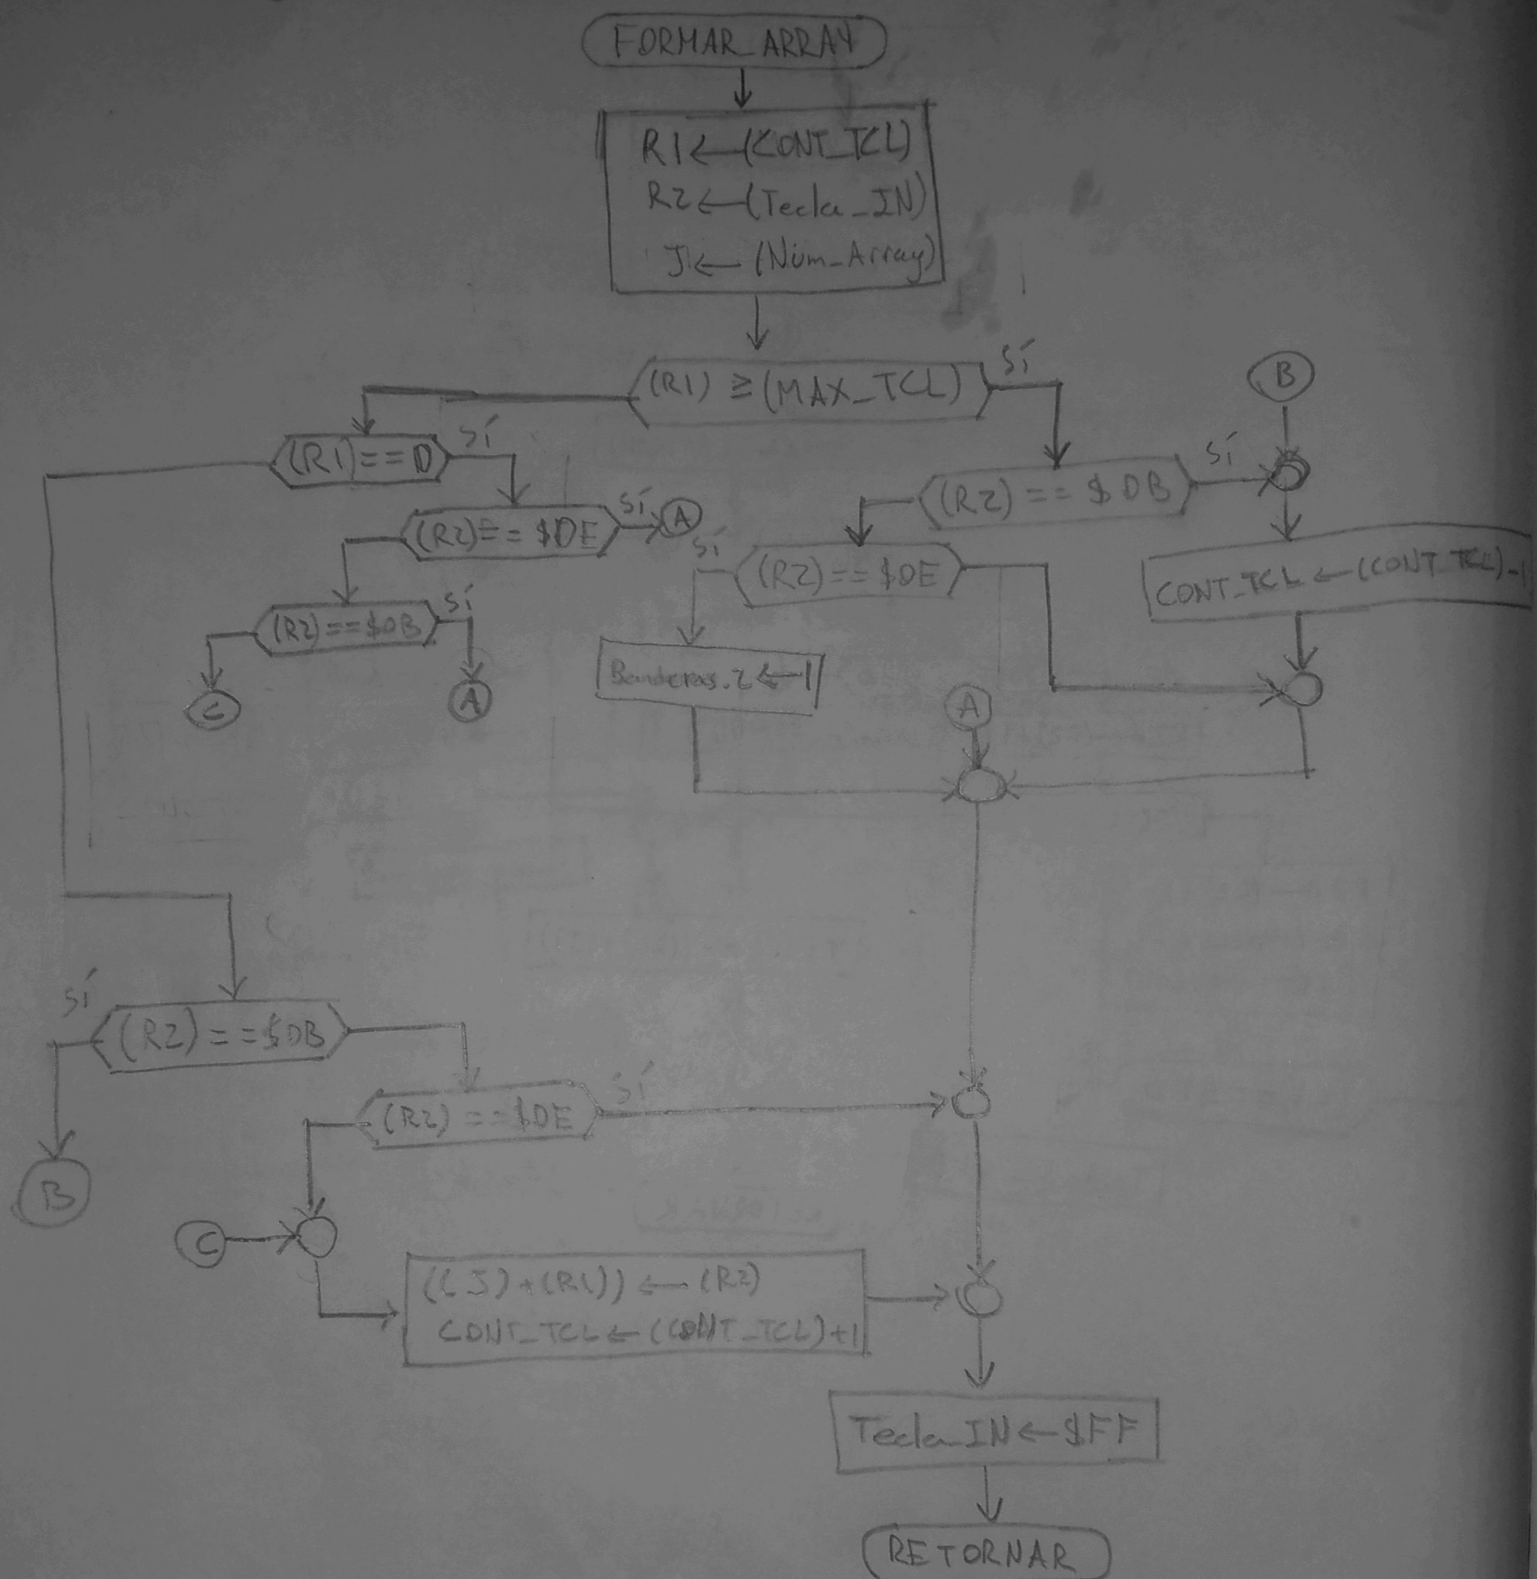 FORMAR_ARRAY
R1←(CONT_TCL)
R2←(Tecla_IN)
J←(Núm_Array)
(R1) ≥ (MAX_TCL)
sí
B
(R1)==0
sí
(R2)==$0B
sí
(R2)==$0E
sí
A
(R2)==$0E
sí
CONT_TCL←(CONT_TCL)-1
(R2)==$0B
sí
Banderas.2←1
C
A
A
sí
(R2)==$0B
(R2)==$0E
sí
B
C
((J)+(R1))←(R2)
CONT_TCL←(CONT_TCL)+1
Tecla_IN←$FF
RETORNAR